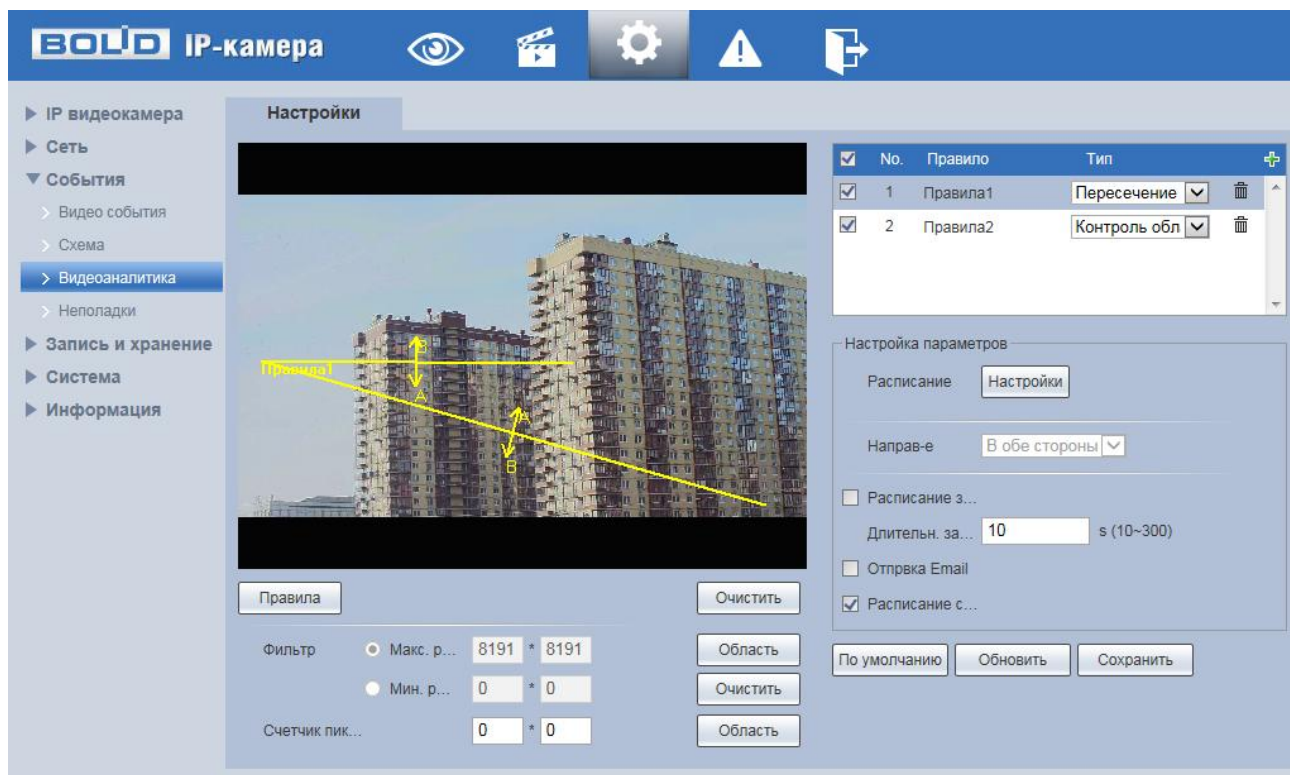 BOLID IP-камера
IP видеокамера
Сеть
События
Видео события
Схема
Видеоаналитика
Неполадки
Запись и хранение
Система
Информация
Настройки
Правила1
B
A
A
B
Правила
Очистить
Фильтр Макс. р... 8191 * 8191 Область
Мин. р... 0 * 0 Очистить
Счетчик пик... 0 * 0 Область
No. Правило Тип
1 Правила1 Пересечение
2 Правила2 Контроль обл
Настройка параметров
Расписание Настройки
Направ-е В обе стороны
Расписание з...
Длительн. за... 10 s (10~300)
Отпрвка Email
Расписание с...
По умолчанию Обновить Сохранить